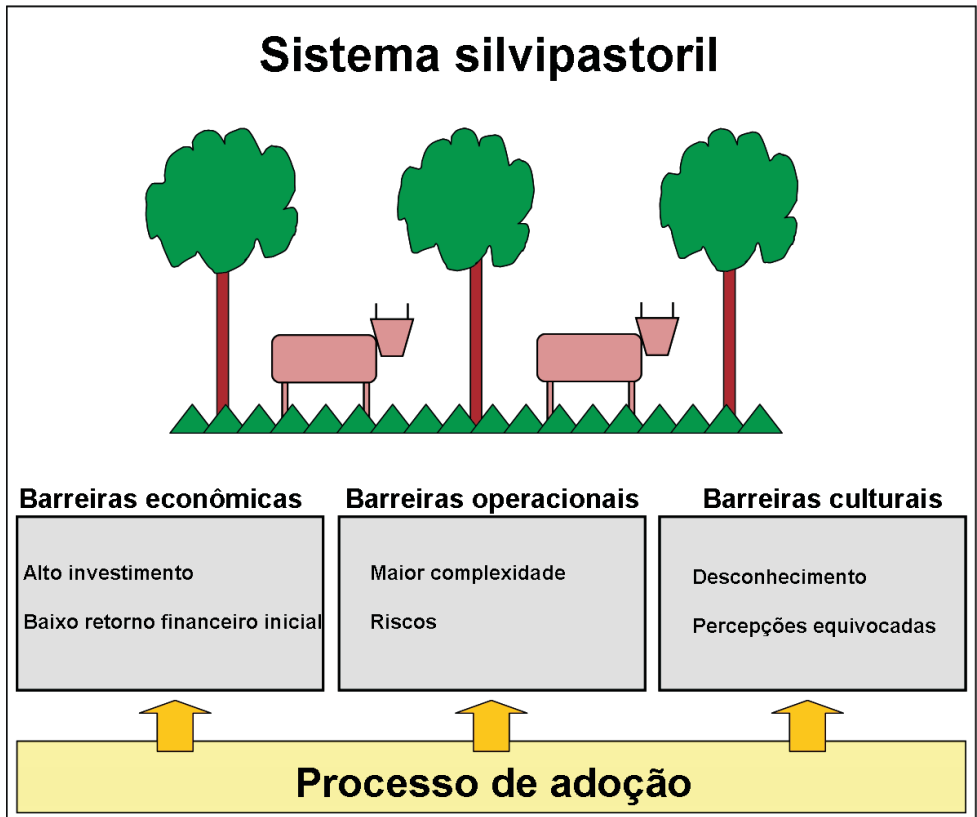 Sistema silvipastoril
Barreiras econômicas
Alto investimento
Baixo retorno financeiro inicial
Barreiras operacionais
Maior complexidade
Riscos
Barreiras culturais
Desconhecimento
Percepções equivocadas
Processo de adoção